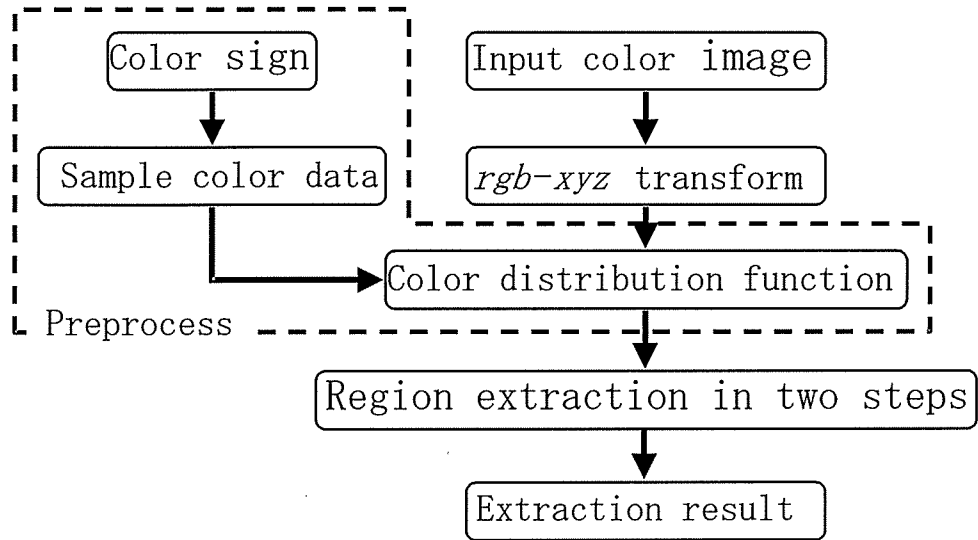 Color sign
Input color image
Sample color data
rgb-xyz transform
Color distribution function
Preprocess
Region extraction in two steps
Extraction result